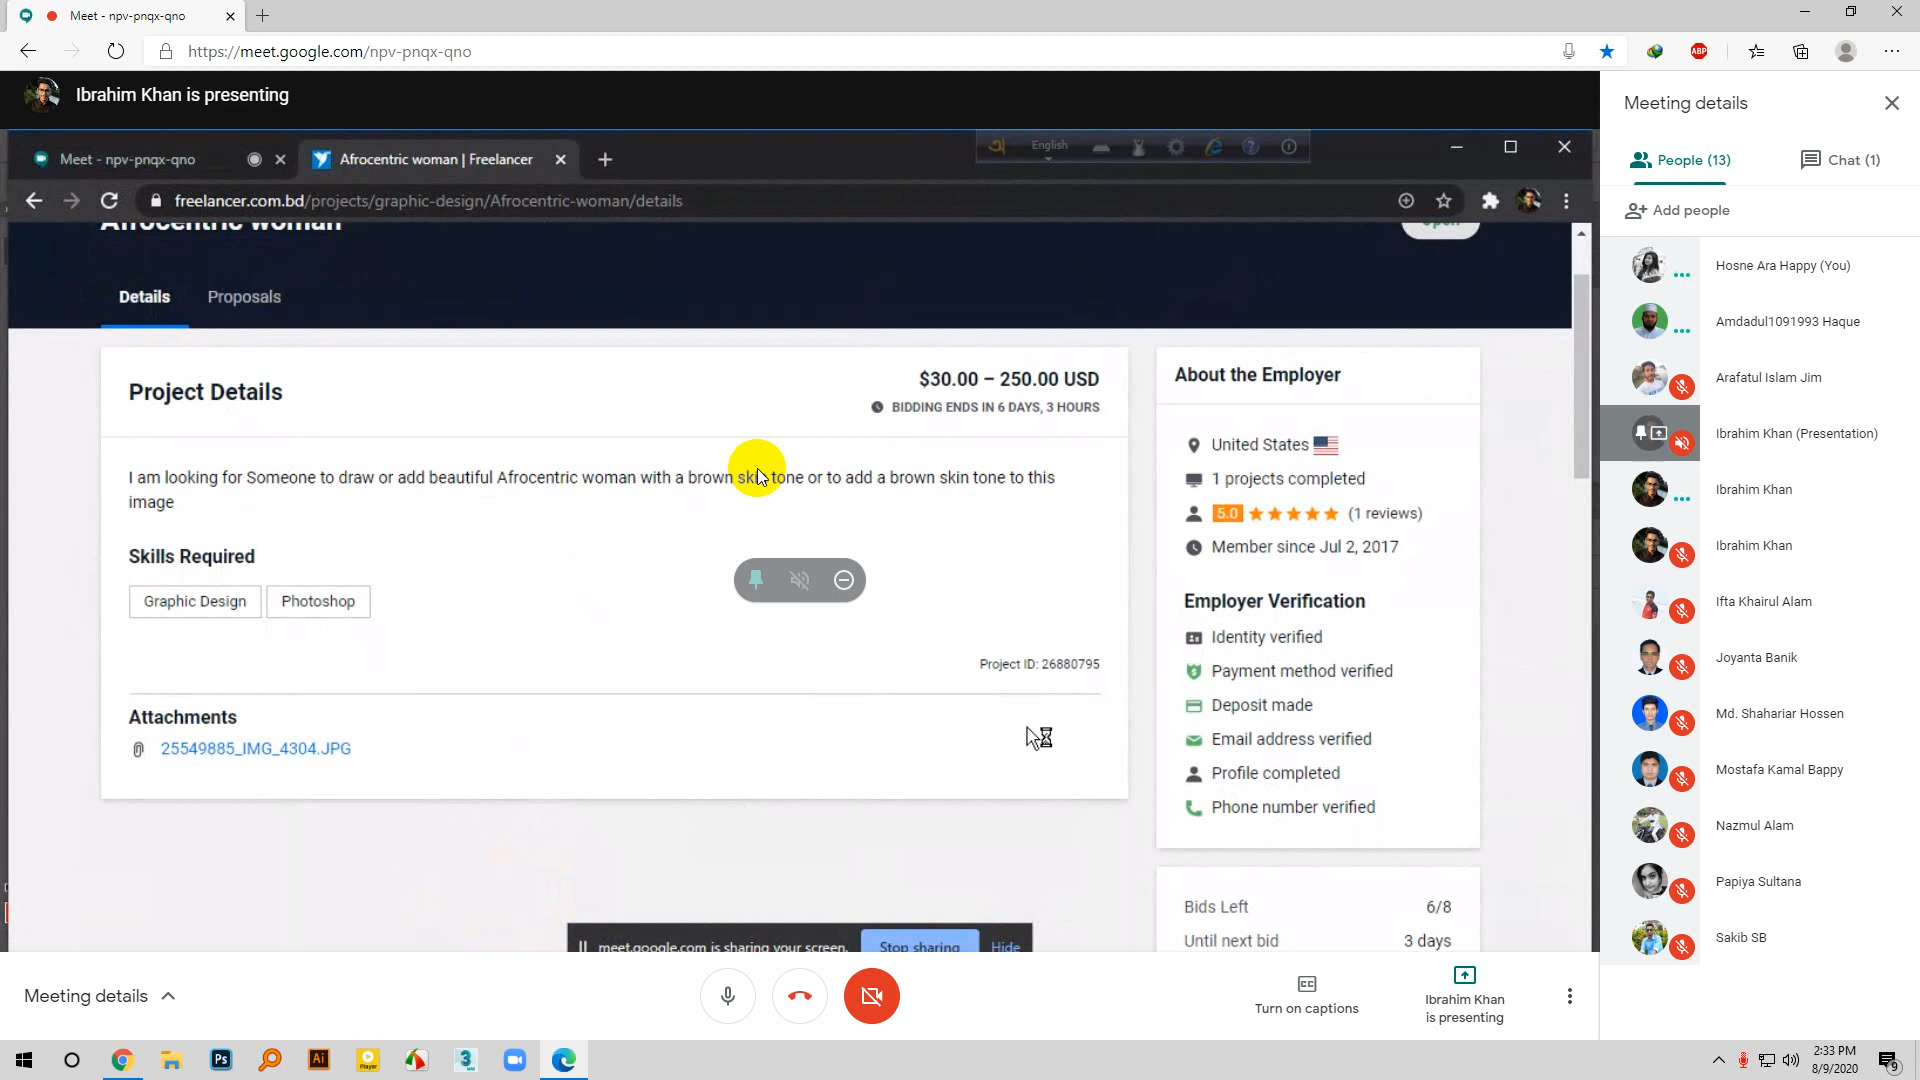 Meet - npv-pnqx-qno
https://meet.google.com/npv-pnqx-qno
ABP
Ibrahim Khan is presenting
Meet - npv-pnqx-qno
Afrocentric woman | Freelancer
English
freelancer.com.bd/projects/graphic-design/Afrocentric-woman/details
Afrocentric woman
Open
Details
Proposals
Project Details
$30.00 – 250.00 USD
BIDDING ENDS IN 6 DAYS, 3 HOURS
I am looking for Someone to draw or add beautiful Afrocentric woman with a brown skin tone or to add a brown skin tone to this
image
Skills Required
Graphic Design
Photoshop
Project ID: 26880795
Attachments
25549885_IMG_4304.JPG
About the Employer
United States
1 projects completed
5.0 (1 reviews)
Member since Jul 2, 2017
Employer Verification
Identity verified
Payment method verified
Deposit made
Email address verified
Profile completed
Phone number verified
Bids Left 6/8
Until next bid 3 days
meet.google.com is sharing your screen.
Stop sharing
Hide
Meeting details
Turn on captions
Ibrahim Khan
is presenting
Meeting details
People (13)
Chat (1)
Add people
Hosne Ara Happy (You)
Amdadul1091993 Haque
Arafatul Islam Jim
Ibrahim Khan (Presentation)
Ibrahim Khan
Ibrahim Khan
Ifta Khairul Alam
Joyanta Banik
Md. Shahariar Hossen
Mostafa Kamal Bappy
Nazmul Alam
Papiya Sultana
Sakib SB
Ps
Ai
Player
3
2:33 PM
8/9/2020
9